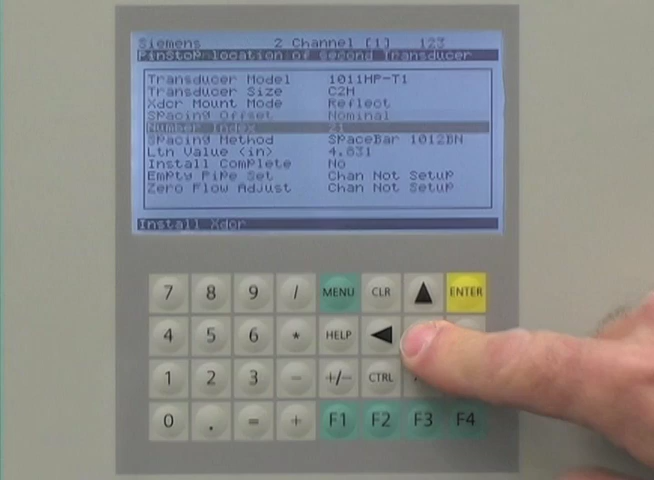 Siemens 2 Channel [1] 123
PinStop location of second Transducer
Transducer Model 1011HP-T1
Transducer Size C2H
Xdcr Mount Mode Reflect
Spacing Offset Nominal
Number Index 21
Spacing Method SpaceBar 1012BN
Ltn Value (in) 4.831
Install Complete No
Empty Pipe Set Chan Not Setup
Zero Flow Adjust Chan Not Setup
Install Xdcr
7 8 9 / MENU CLR ▲ ENTER
4 5 6 * HELP ◀
1 2 3 - +/- CTRL
0 . = + F1 F2 F3 F4